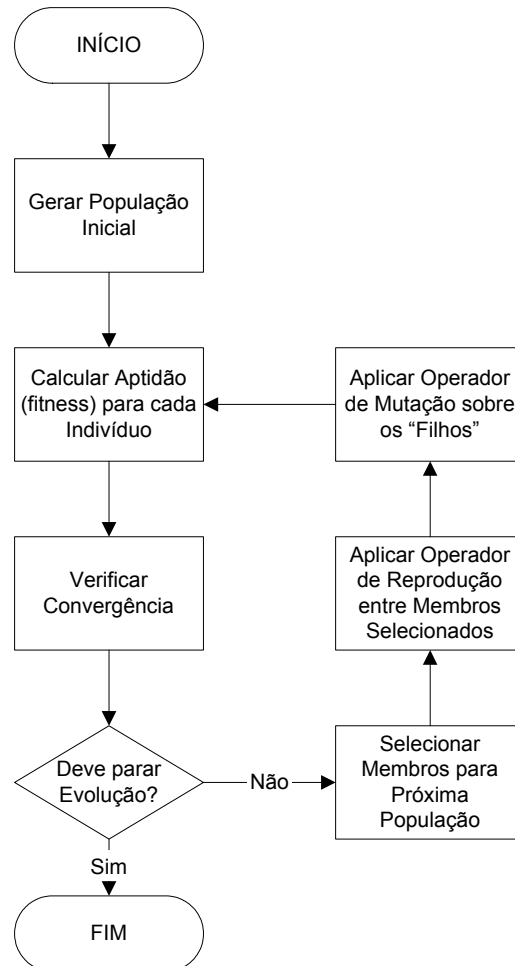 INÍCIO
Gerar População
Inicial
Calcular Aptidão
(fitness) para cada
Indivíduo
Aplicar Operador
de Mutação sobre
os “Filhos”
Verificar
Convergência
Aplicar Operador
de Reprodução
entre Membros
Selecionados
Deve parar
Evolução?
Não
Selecionar
Membros para
Próxima
População
Sim
FIM